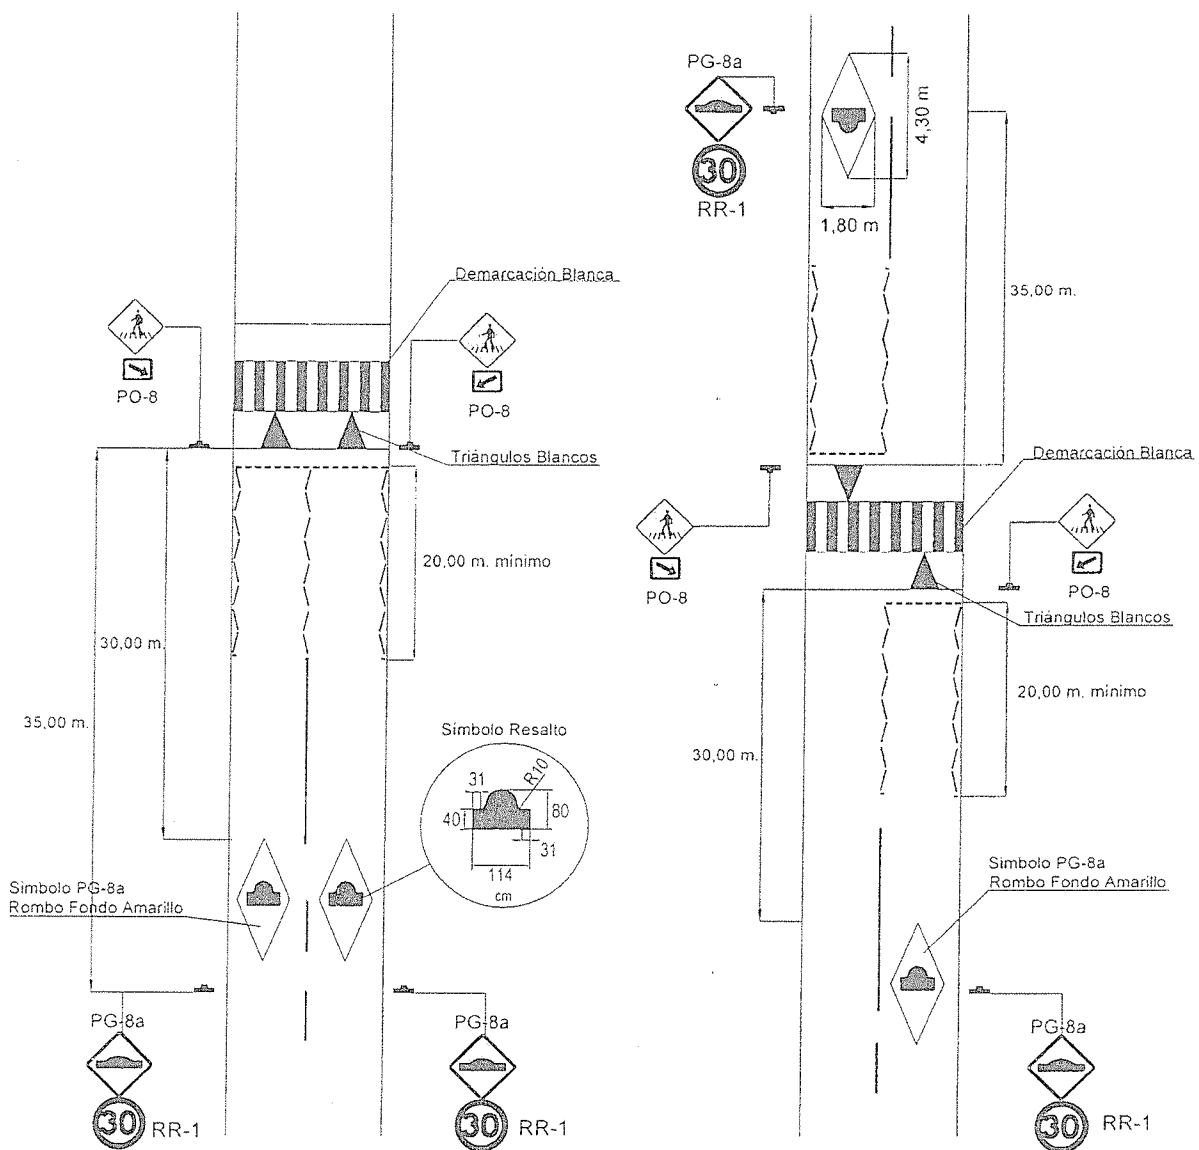 Demarcación Blanca
PO-8
PO-8
Triángulos Blancos
20,00 m. mínimo
30,00 m.
35,00 m.
Símbolo Resalto
31
R10
40
80
31
114
cm
Simbolo PG-8a
Rombo Fondo Amarillo
PG-8a
30
RR-1
PG-8a
30
RR-1
PG-8a
30
RR-1
4,30 m
1,80 m
35,00 m.
Demarcación Blanca
PO-8
PO-8
Triángulos Blancos
20,00 m. mínimo
30,00 m.
Simbolo PG-8a
Rombo Fondo Amarillo
PG-8a
30
RR-1